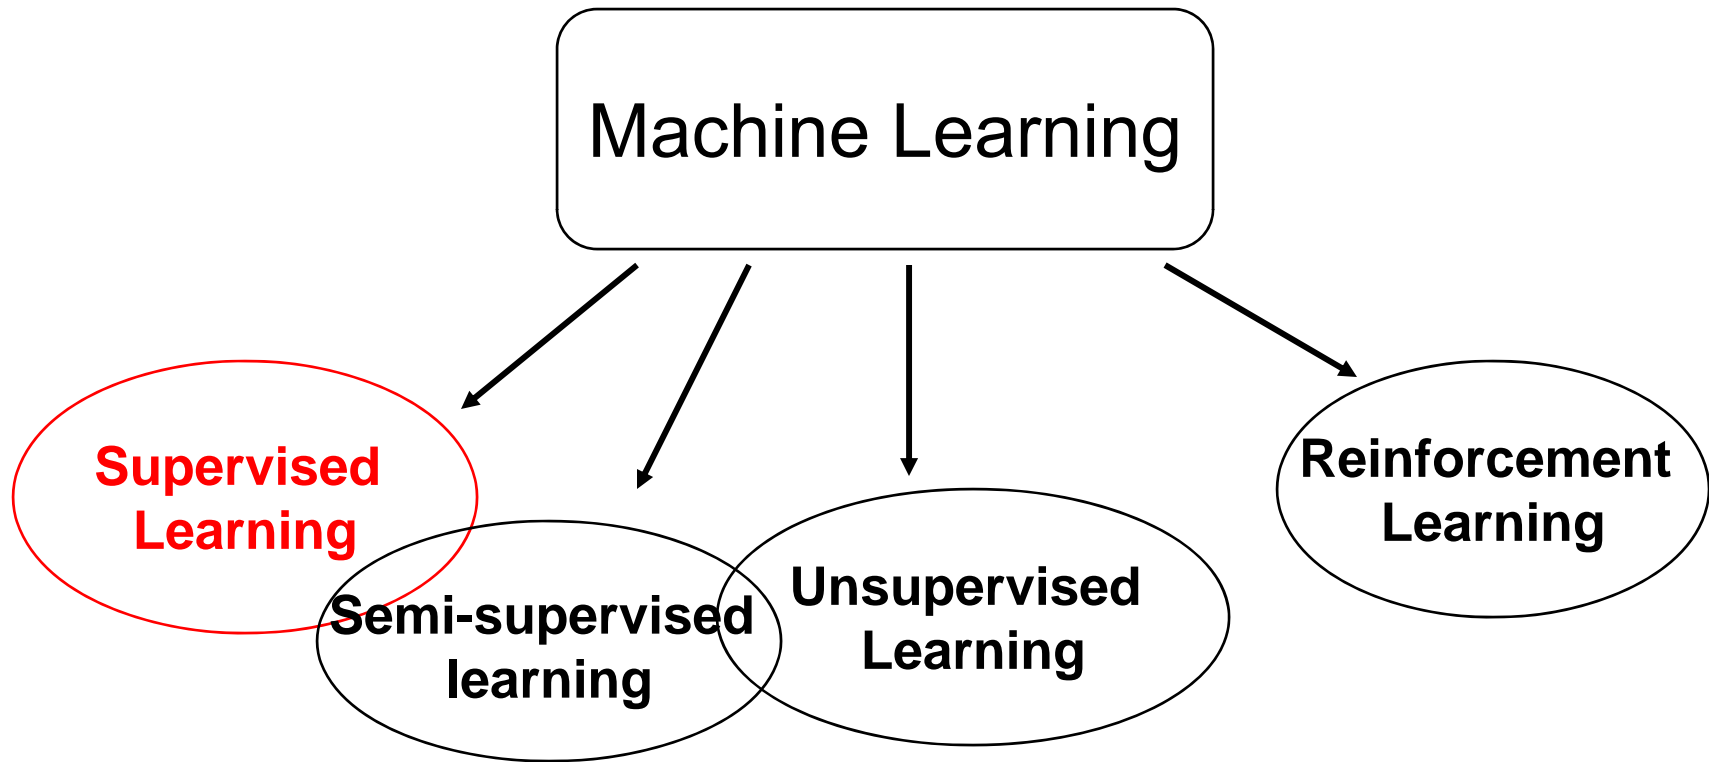 Machine Learning
Supervised
Learning
Semi-supervised
learning
Unsupervised
Learning
Reinforcement
Learning